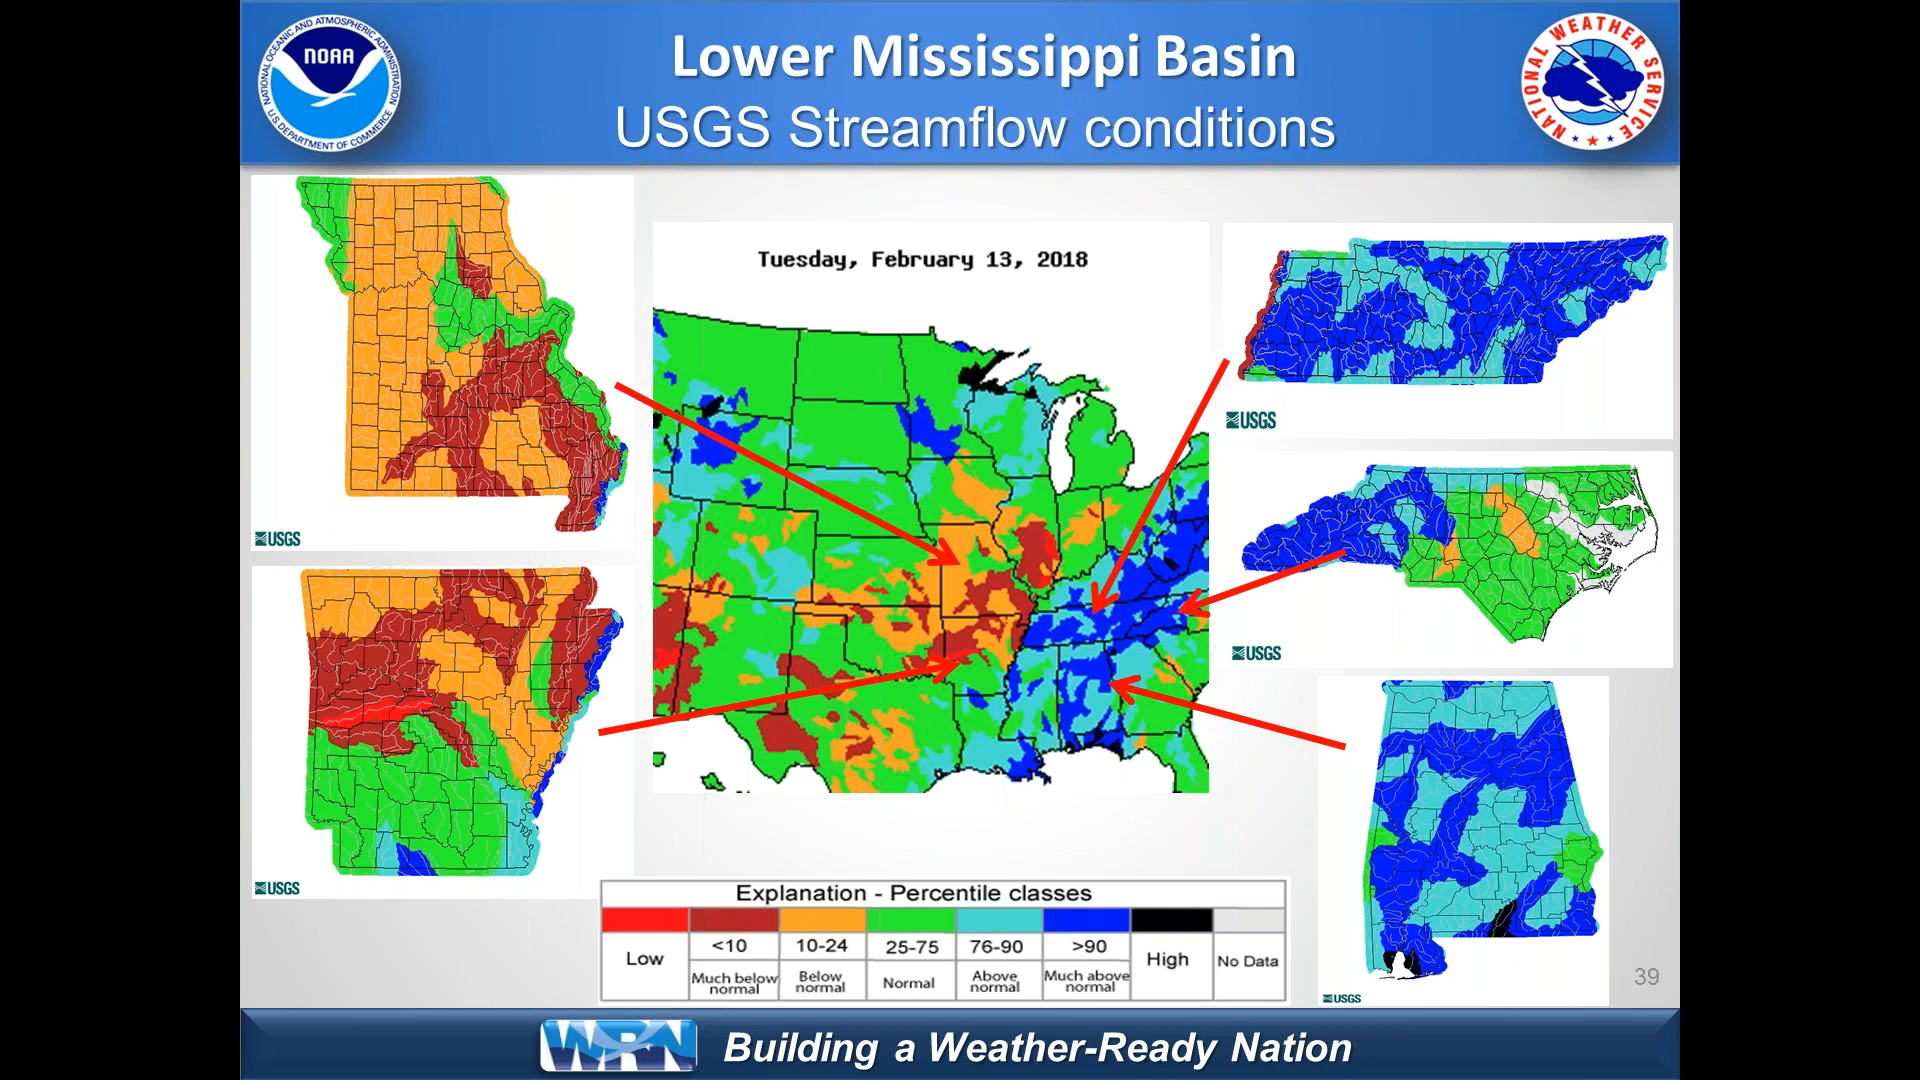 Lower Mississippi Basin
USGS Streamflow conditions
NOAA
NATIONAL OCEANIC AND ATMOSPHERIC ADMINISTRATION
U.S. DEPARTMENT OF COMMERCE
NATIONAL WEATHER SERVICE
Tuesday, February 13, 2018
USGS
USGS
USGS
USGS
USGS
Explanation - Percentile classes
Low <10 10-24 25-75 76-90 >90 High No Data
Much below normal Below normal Normal Above normal Much above normal
39
WRN Building a Weather-Ready Nation